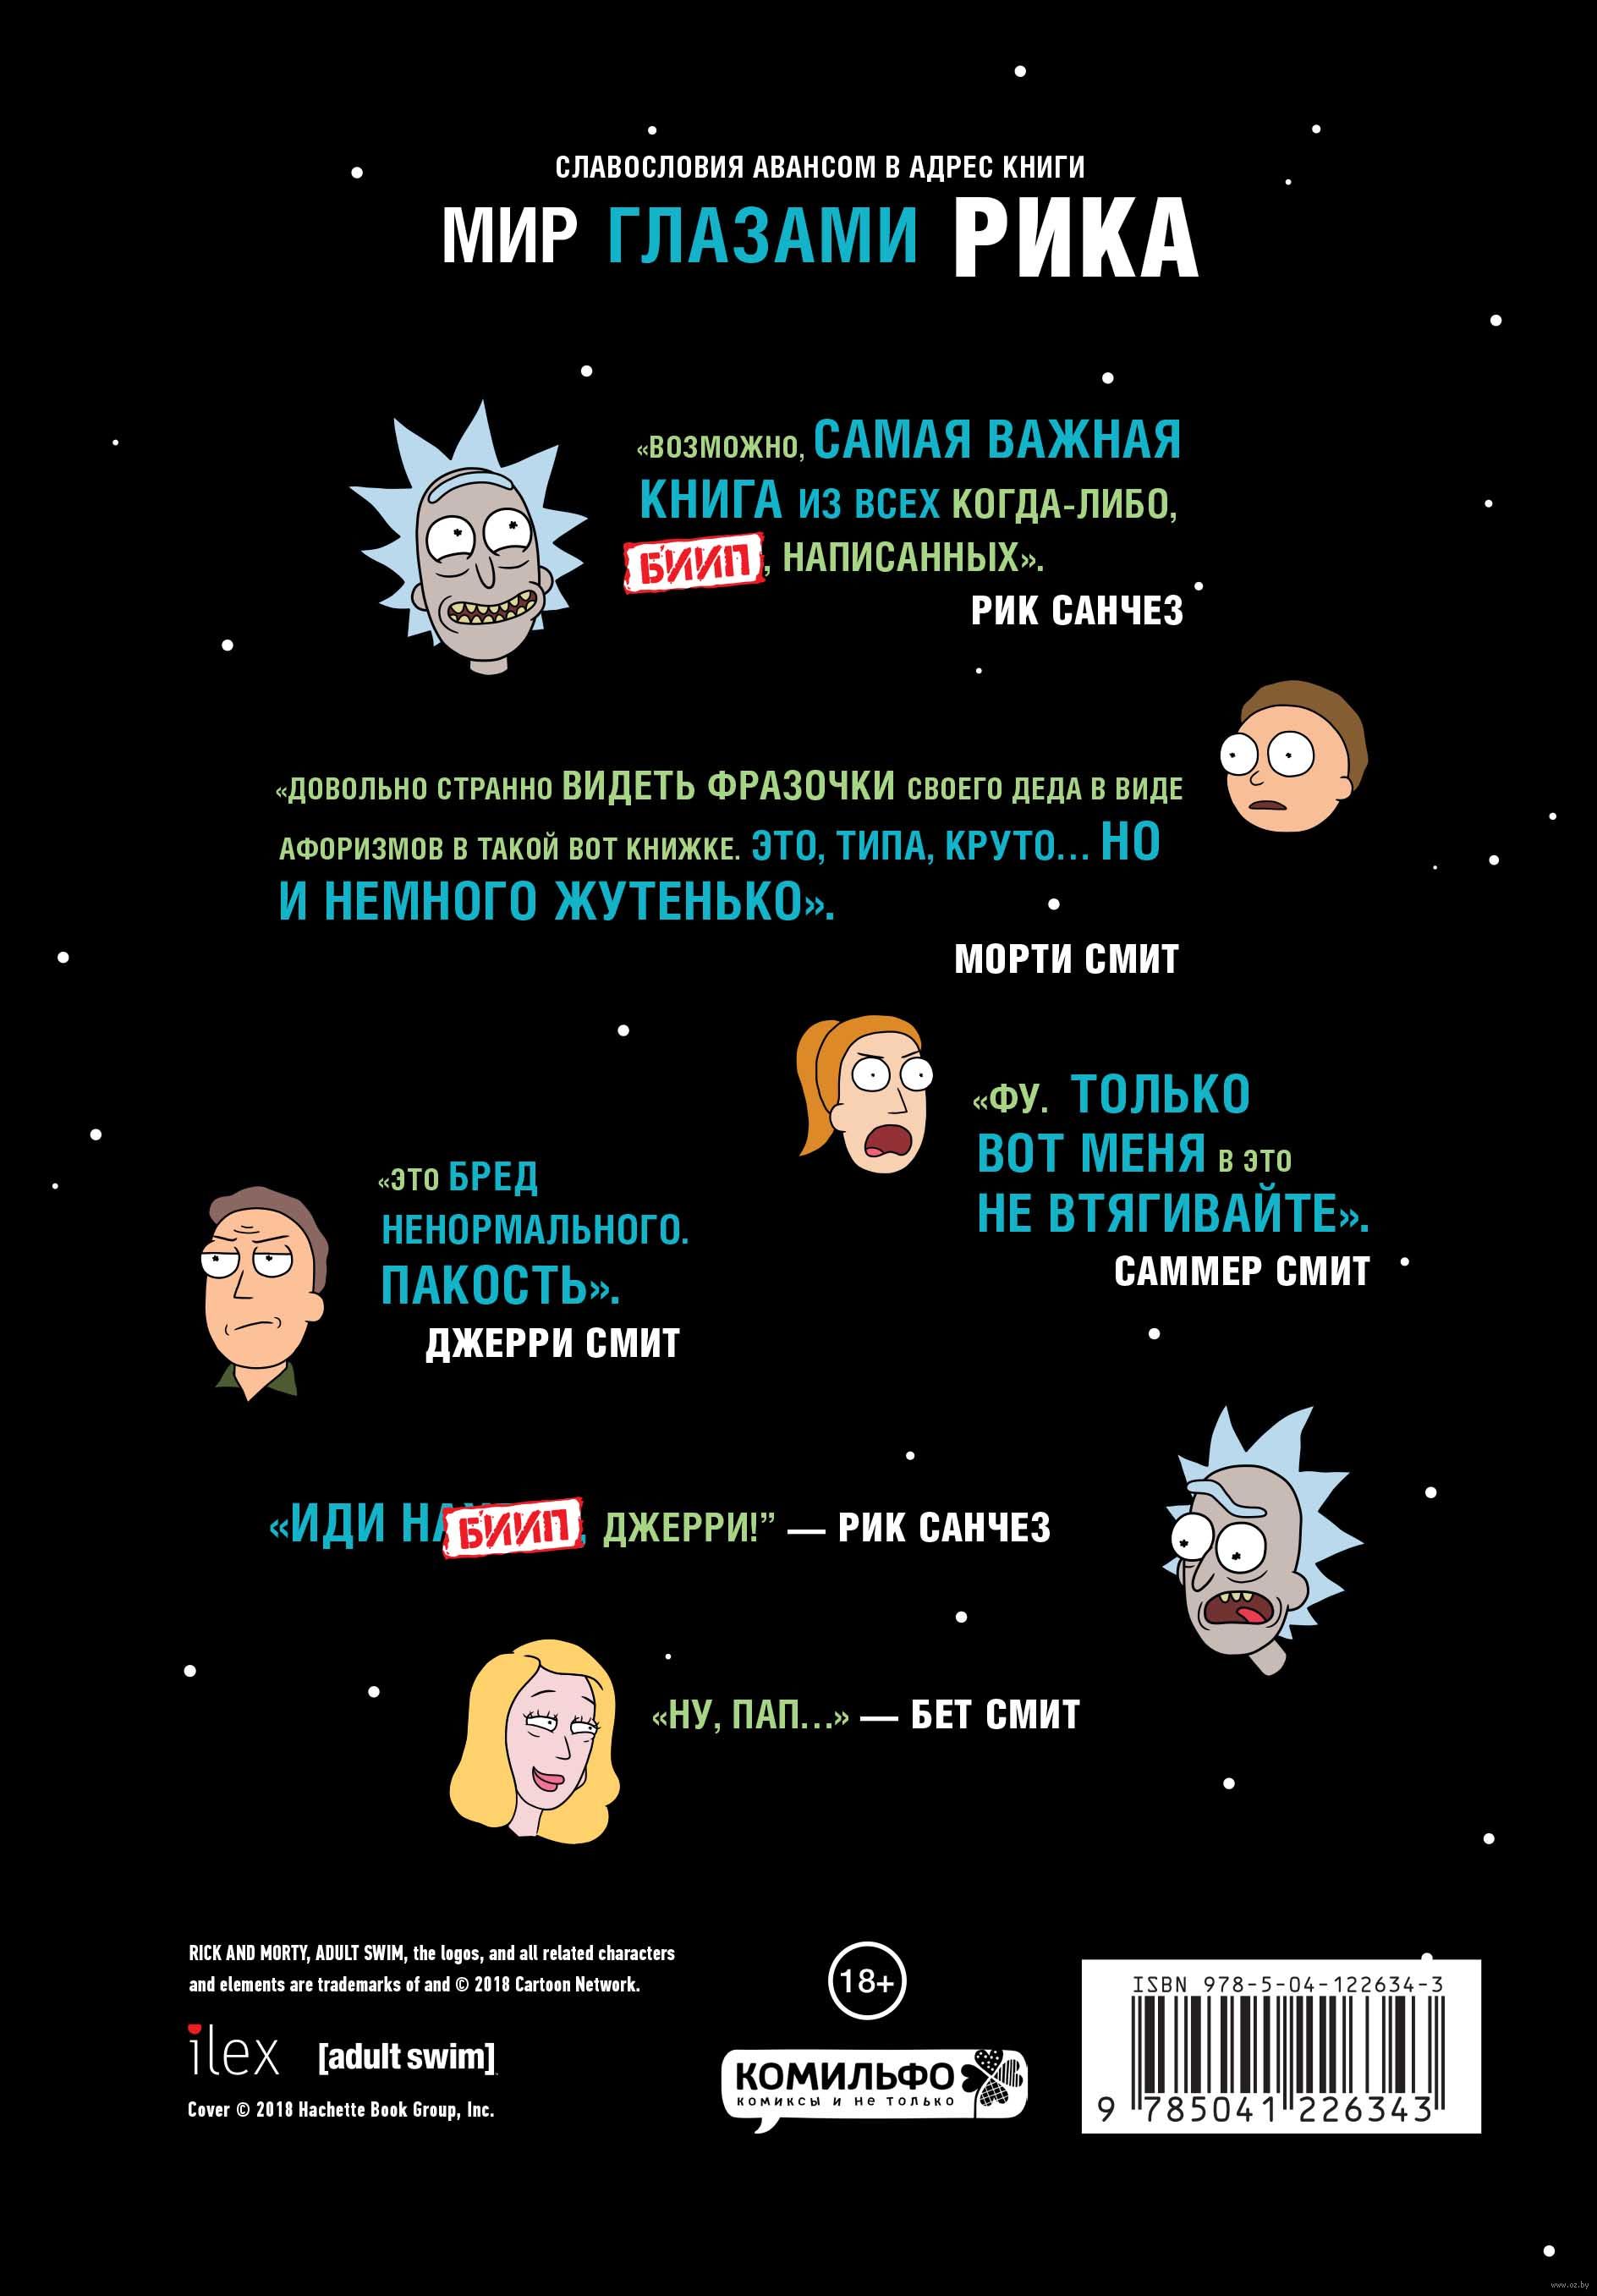 СЛАВОСЛОВИЯ АВАНСОМ В АДРЕС КНИГИ
МИР ГЛАЗАМИ РИКА
«ВОЗМОЖНО, САМАЯ ВАЖНАЯ
КНИГА ИЗ ВСЕХ КОГДА-ЛИБО,
БИИП, НАПИСАННЫХ».
РИК САНЧЕЗ
«ДОВОЛЬНО СТРАННО ВИДЕТЬ ФРАЗОЧКИ СВОЕГО ДЕДА В ВИДЕ
АФОРИЗМОВ В ТАКОЙ ВОТ КНИЖКЕ. ЭТО, ТИПА, КРУТО... НО
И НЕМНОГО ЖУТЕНЬКО».
МОРТИ СМИТ
«ФУ. ТОЛЬКО
ВОТ МЕНЯ В ЭТО
НЕ ВТЯГИВАЙТЕ».
САММЕР СМИТ
«ЭТО БРЕД
НЕНОРМАЛЬНОГО.
ПАКОСТЬ».
ДЖЕРРИ СМИТ
«ИДИ БИИП, ДЖЕРРИ!” — РИК САНЧЕЗ
«НУ, ПАП...» — БЕТ СМИТ
RICK AND MORTY, ADULT SWIM, the logos, and all related characters
and elements are trademarks of and © 2018 Cartoon Network.
ilex [adult swim]
Cover © 2018 Hachette Book Group, Inc.
18+
КОМИЛЬФО
КОМИКСЫ И НЕ ТОЛЬКО
ISBN 978-5-04-122634-3
9 785041 226343
www.oz.by